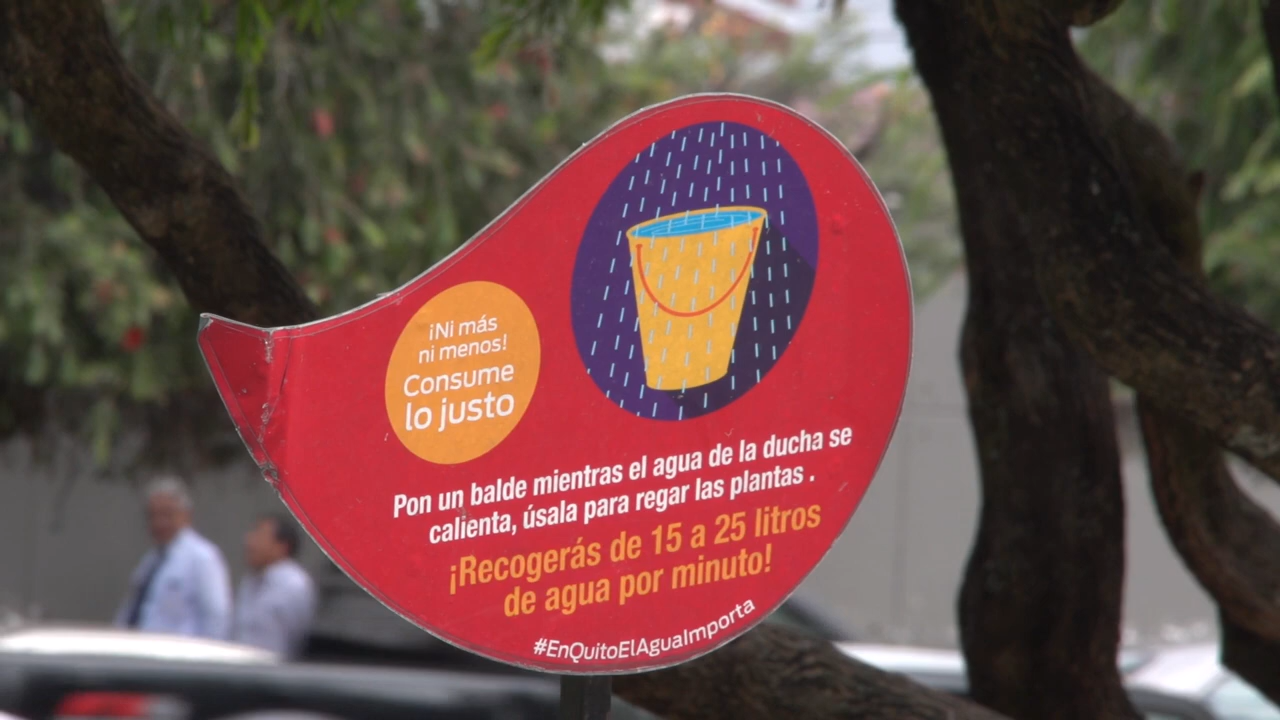 ¡Ni más
ni menos!
Consume
lo justo
Pon un balde mientras el agua de la ducha se
calienta, úsala para regar las plantas .
¡Recogerás de 15 a 25 litros
de agua por minuto!
#EnQuitoElAguaImporta